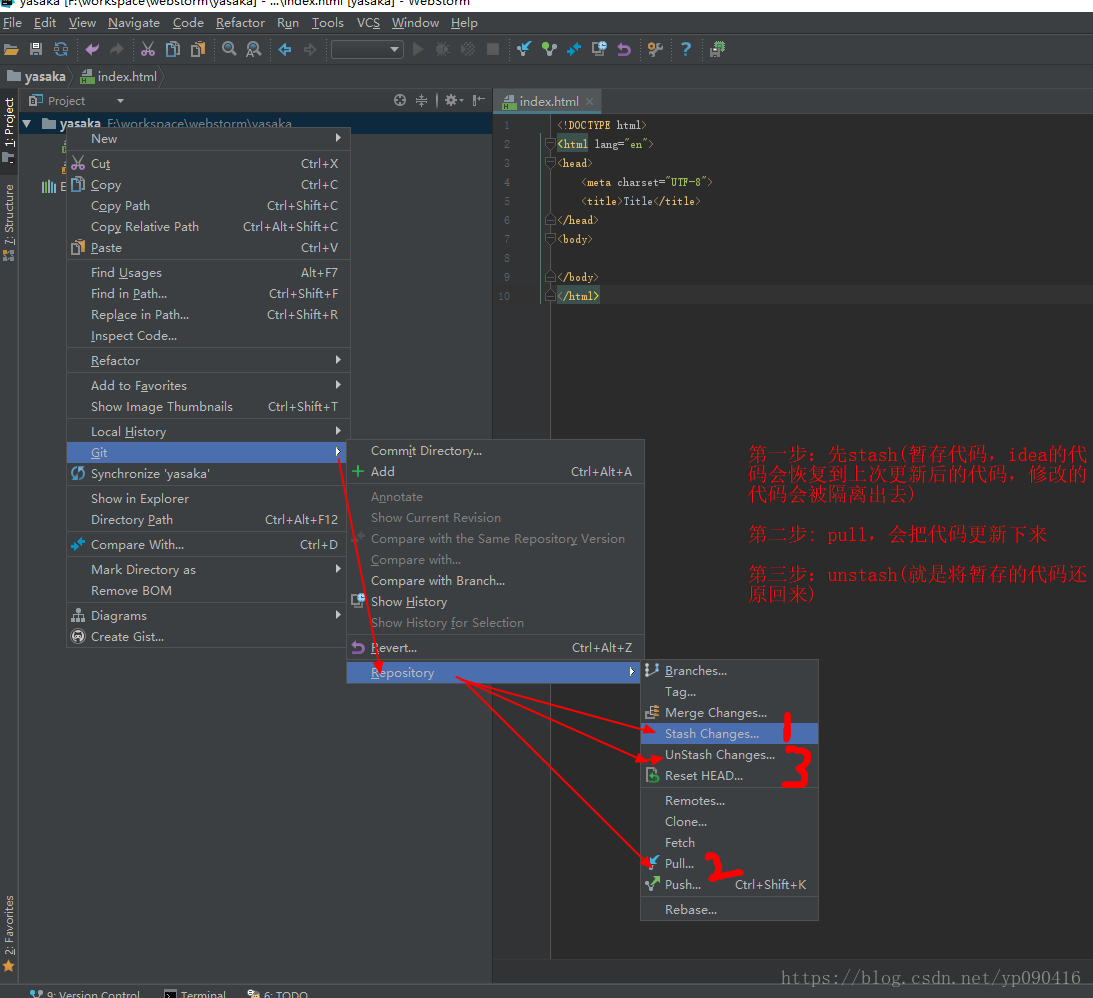 yasaka [F:\workspace\webstorm\yasaka] - ...\index.html [yasaka] - WebStorm
File Edit View Navigate Code Refactor Run Tools VCS Window Help
yasaka index.html
Project
index.html
1: Project
7: Structure
2: Favorites
yasaka F:\workspace\webstorm\yasaka
E
New
Cut Ctrl+X
Copy Ctrl+C
Copy Path Ctrl+Shift+C
Copy Relative Path Ctrl+Alt+Shift+C
Paste Ctrl+V
Find Usages Alt+F7
Find in Path... Ctrl+Shift+F
Replace in Path... Ctrl+Shift+R
Inspect Code...
Refactor
Add to Favorites
Show Image Thumbnails Ctrl+Shift+T
Local History
Git
Synchronize 'yasaka'
Show in Explorer
Directory Path Ctrl+Alt+F12
Compare With... Ctrl+D
Mark Directory as
Remove BOM
Diagrams
Create Gist...
Commit Directory...
Add Ctrl+Alt+A
Annotate
Show Current Revision
Compare with the Same Repository Version
Compare with...
Compare with Branch...
Show History
Show History for Selection
Revert... Ctrl+Alt+Z
Repository
Branches...
Tag...
Merge Changes...
Stash Changes... 1
UnStash Changes... 3
Reset HEAD...
Remotes...
Clone...
Fetch
Pull... 2
Push... Ctrl+Shift+K
Rebase...
1 <!DOCTYPE html>
2 <html lang="en">
3 <head>
4 <meta charset="UTF-8">
5 <title>Title</title>
6 </head>
7 <body>
8
9 </body>
10 </html>
第一步：先stash(暂存代码，idea的代
码会恢复到上次更新后的代码，修改的
代码会被隔离出去)
第二步: pull，会把代码更新下来
第三步：unstash(就是将暂存的代码还
原回来)
https://blog.csdn.net/yp090416
9: Version Control Terminal 6: TODO